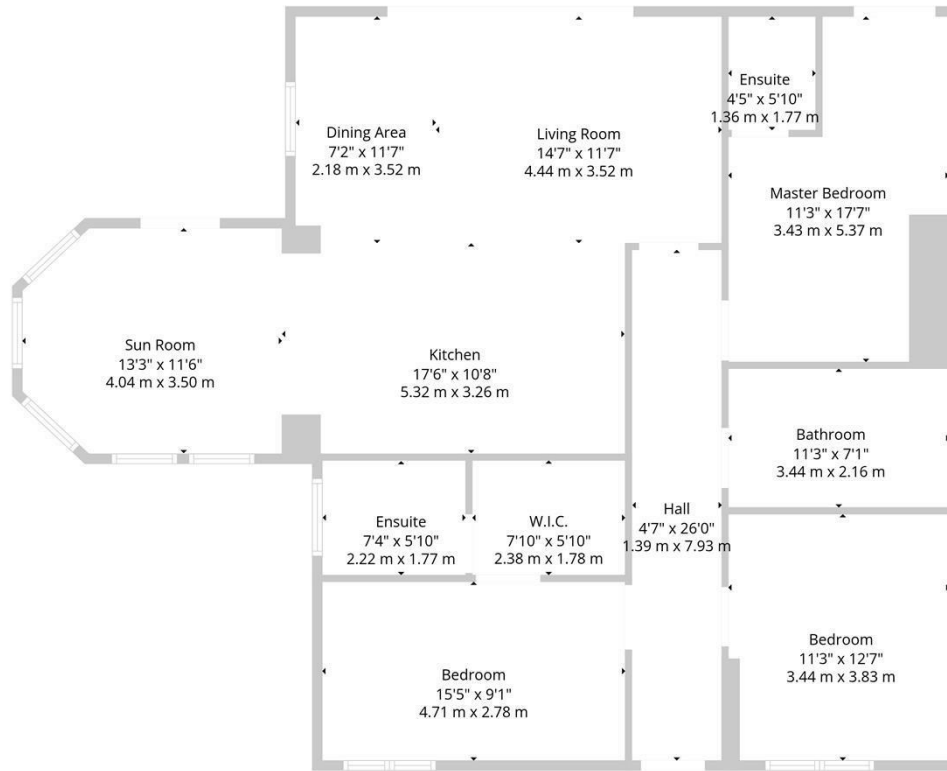 Ensuite
4'5" x 5'10"
1.36 m x 1.77 m
Dining Area
7'2" x 11'7"
2.18 m x 3.52 m
Living Room
14'7" x 11'7"
4.44 m x 3.52 m
Master Bedroom
11'3" x 17'7"
3.43 m x 5.37 m
Sun Room
13'3" x 11'6"
4.04 m x 3.50 m
Kitchen
17'6" x 10'8"
5.32 m x 3.26 m
Bathroom
11'3" x 7'1"
3.44 m x 2.16 m
Ensuite
7'4" x 5'10"
2.22 m x 1.77 m
W.I.C.
7'10" x 5'10"
2.38 m x 1.78 m
Hall
4'7" x 26'0"
1.39 m x 7.93 m
Bedroom
15'5" x 9'1"
4.71 m x 2.78 m
Bedroom
11'3" x 12'7"
3.44 m x 3.83 m